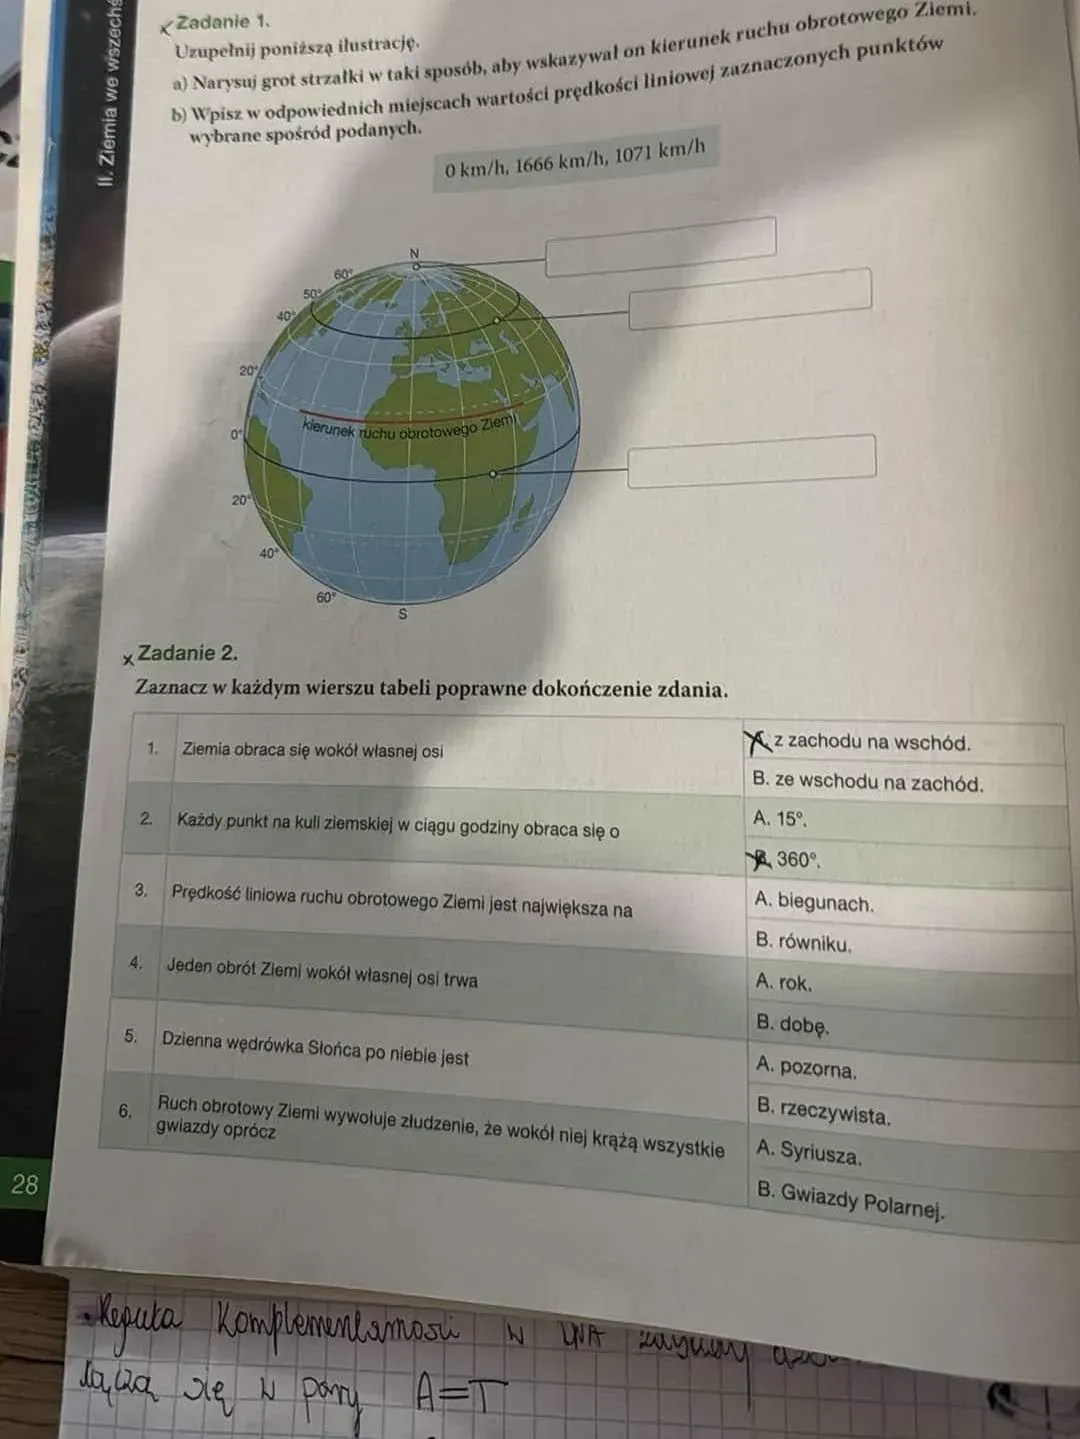 II. Ziemia we wszechś
Zadanie 1.
Uzupełnij poniższą ilustrację.
a) Narysuj grot strzałki w taki sposób, aby wskazywał on kierunek ruchu obrotowego Ziemi.
b) Wpisz w odpowiednich miejscach wartości prędkości liniowej zaznaczonych punktów
wybrane spośród podanych.
0 km/h, 1666 km/h, 1071 km/h
N
60°
50°
40°
20°
kierunek ruchu obrotowego Ziemi
0°
20°
40°
60°
S
Zadanie 2.
Zaznacz w każdym wierszu tabeli poprawne dokończenie zdania.
1. Ziemia obraca się wokół własnej osi
A. z zachodu na wschód.
B. ze wschodu na zachód.
2. Każdy punkt na kuli ziemskiej w ciągu godziny obraca się o
A. 15°.
B. 360°.
3. Prędkość liniowa ruchu obrotowego Ziemi jest największa na
A. biegunach.
B. równiku.
4. Jeden obrót Ziemi wokół własnej osi trwa
A. rok.
B. dobę.
5. Dzienna wędrówka Słońca po niebie jest
A. pozorna.
B. rzeczywista.
6. Ruch obrotowy Ziemi wywołuje złudzenie, że wokół niej krążą wszystkie
gwiazdy oprócz
A. Syriusza.
B. Gwiazdy Polarnej.
28
Reguła komplementarności w
łączą się w pary A=T